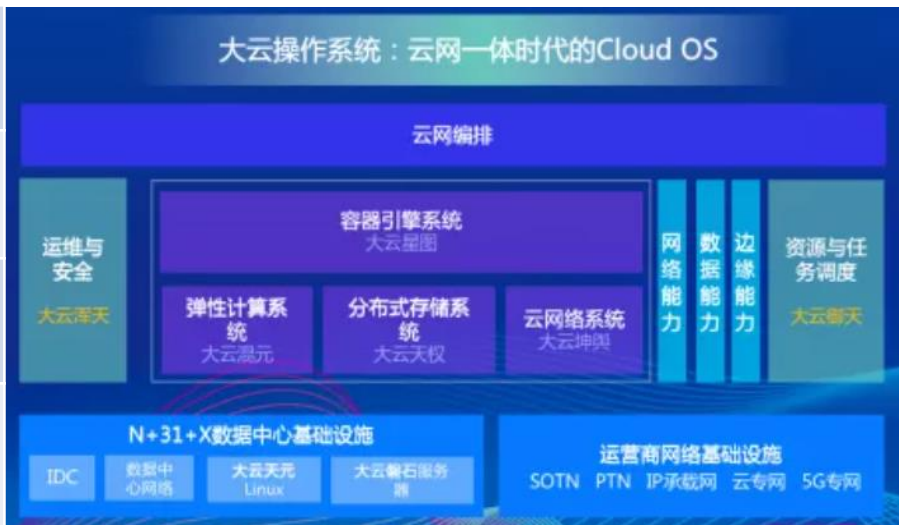 大云操作系统：云网一体时代的Cloud OS
云网编排
运维与
安全
大云浑天
容器引擎系统
大云星图
弹性计算系
统
大云混元
分布式存储系
统
大云天权
云网络系统
大云坤舆
网络能力
数据能力
边缘能力
资源与任
务调度
大云御天
N+31+X数据中心基础设施
IDC
数据中
心网络
大云天元
Linux
大云磐石服务
器
运营商网络基础设施
SOTN PTN IP承载网 云专网 5G专网